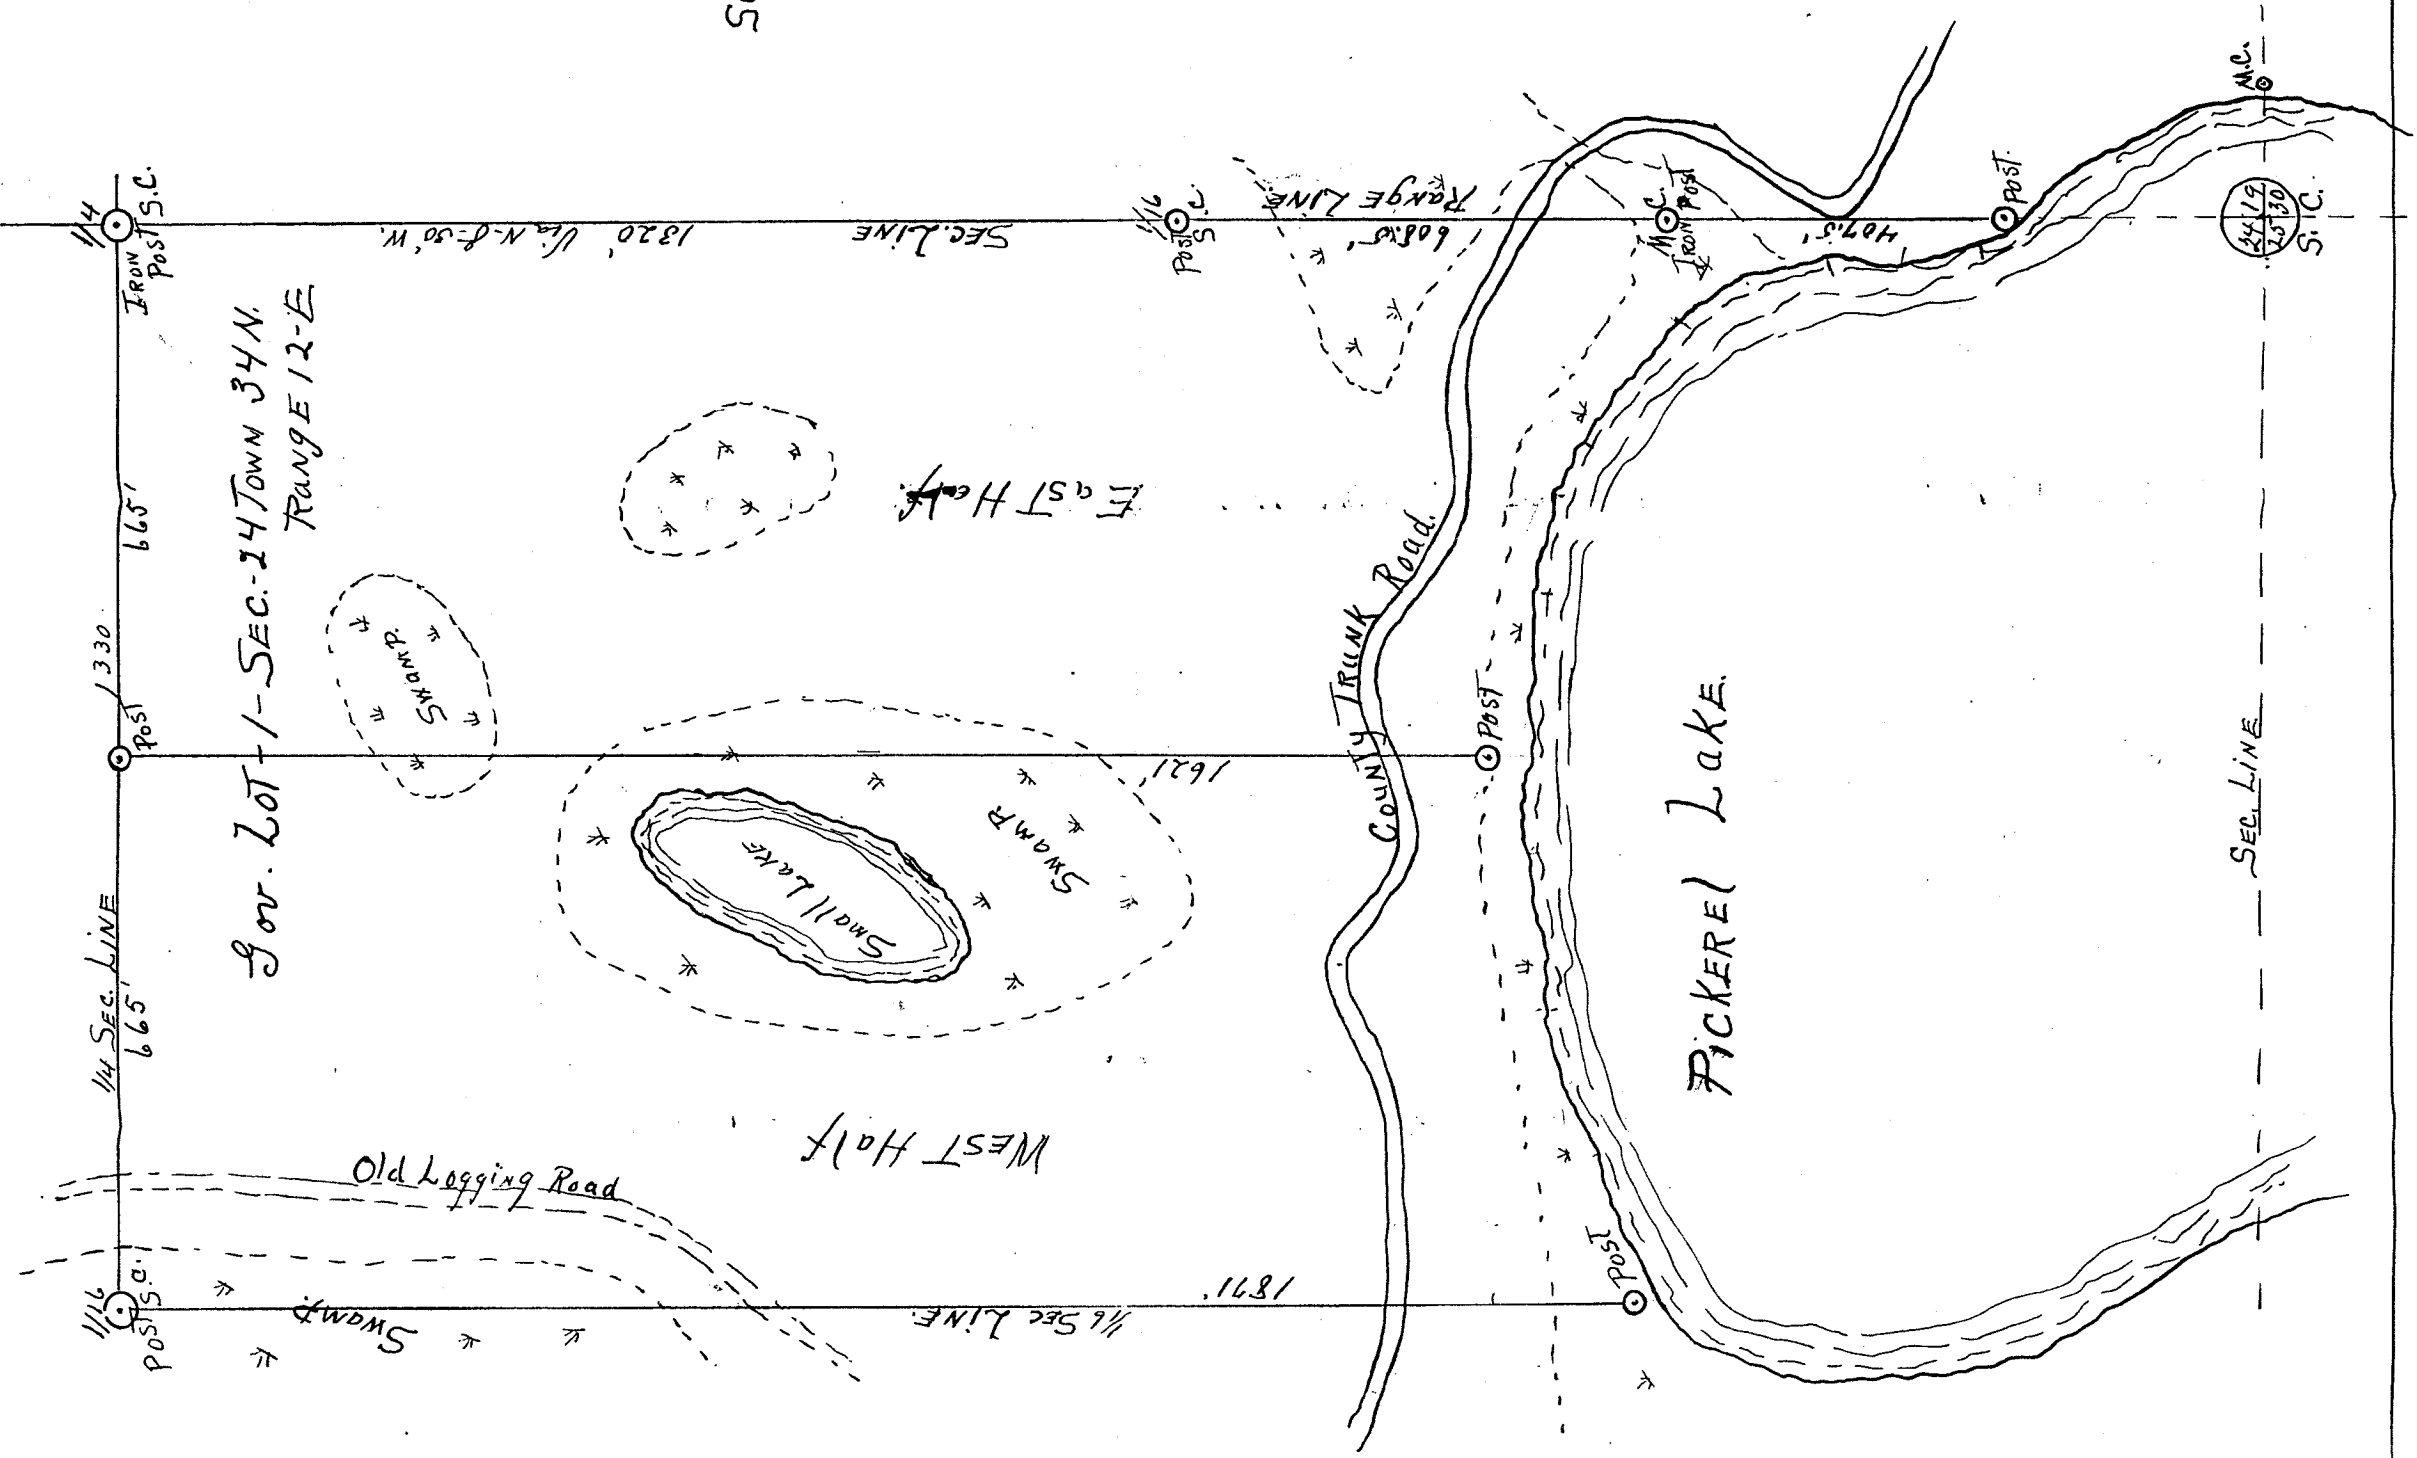 1/4
Iron
Post S.C.
665'
1330
Post
1/4 Sec. Line
665'
1/16
Post S.C.
Gov. Lot-1-Sec.-24 Town 34 N.
Range 12-E
Swamp.
Old Logging Road
Swamp
Sec. Line
1320'
Post
1/16
S.C.
Range Line
608.5'
M.C.
Iron Post
407.5'
Post.
M.C.
24 19
25 30
S.C.
East Half.
1621'
Small Lake
Swamp
West Half
1/16 Sec Line.
1871'
County Trunk Road.
Post
Post
Pickerel Lake.
Sec. Line